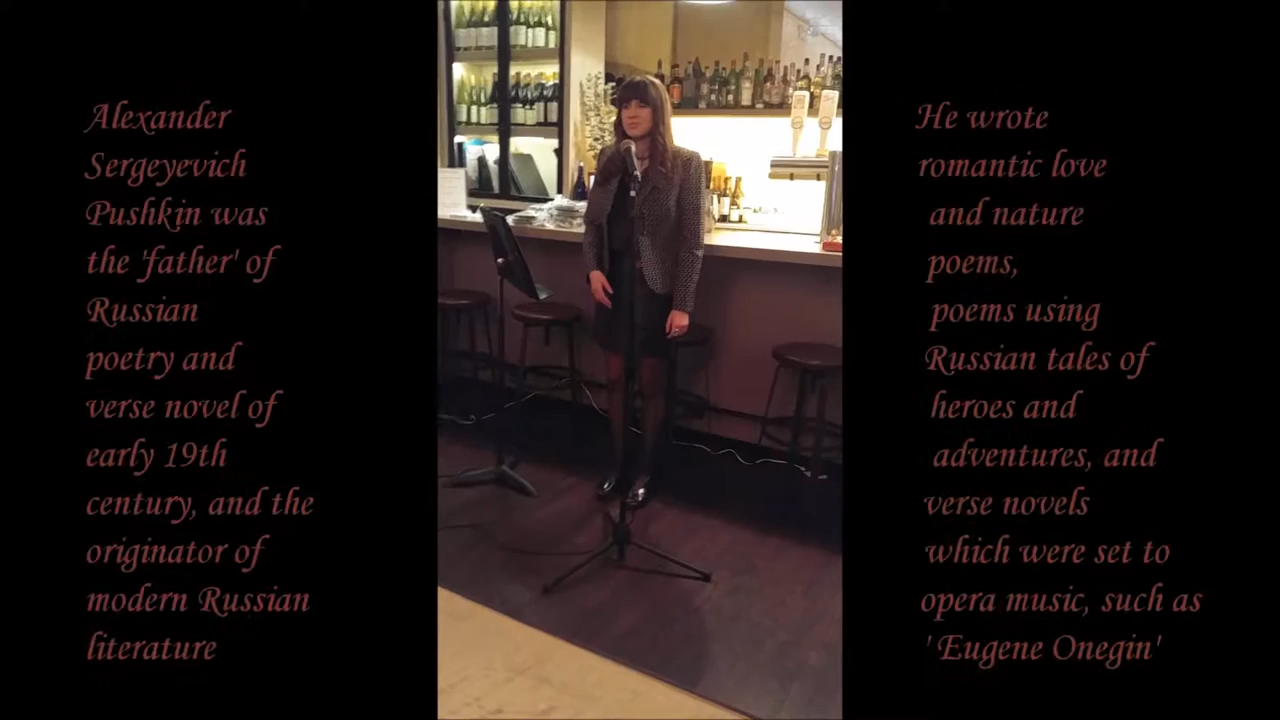 Alexander
Sergeyevich
Pushkin was
the 'father' of
Russian
poetry and
verse novel of
early 19th
century, and the
originator of
modern Russian
literature
He wrote
romantic love
and nature
poems,
poems using
Russian tales of
heroes and
adventures, and
verse novels
which were set to
opera music, such as
'Eugene Onegin'